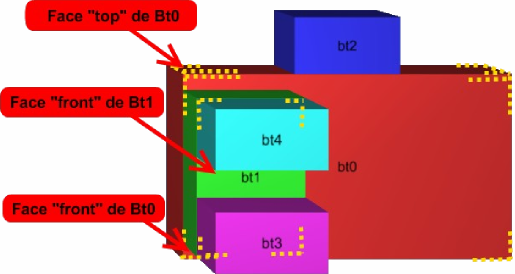 Face "top" de Bt0
bt2
Face "front" de Bt1
bt4
bt0
bt1
Face "front" de Bt0
bt3